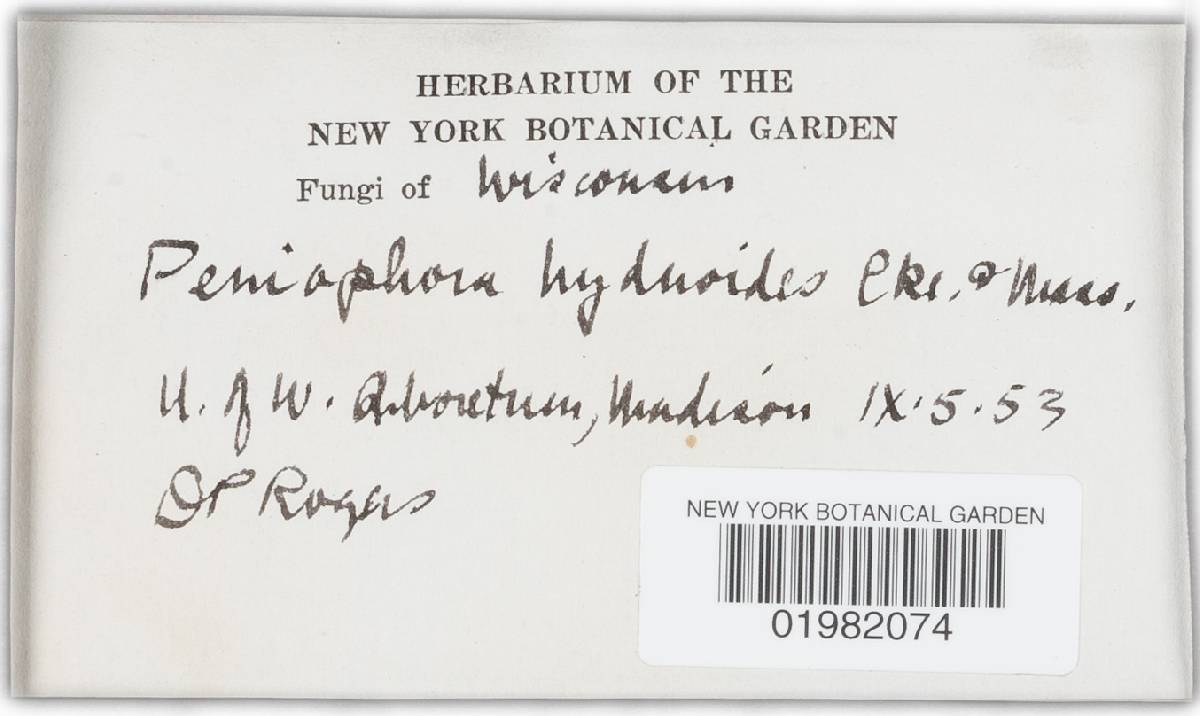 HERBARIUM OF THE
NEW YORK BOTANICAL GARDEN
Fungi of Wisconsin
Peniophora hydnoides Cke. & Mass.
U. of W. Arboretum, Madison IX.5.53
DP Rogers
NEW YORK BOTANICAL GARDEN
01982074